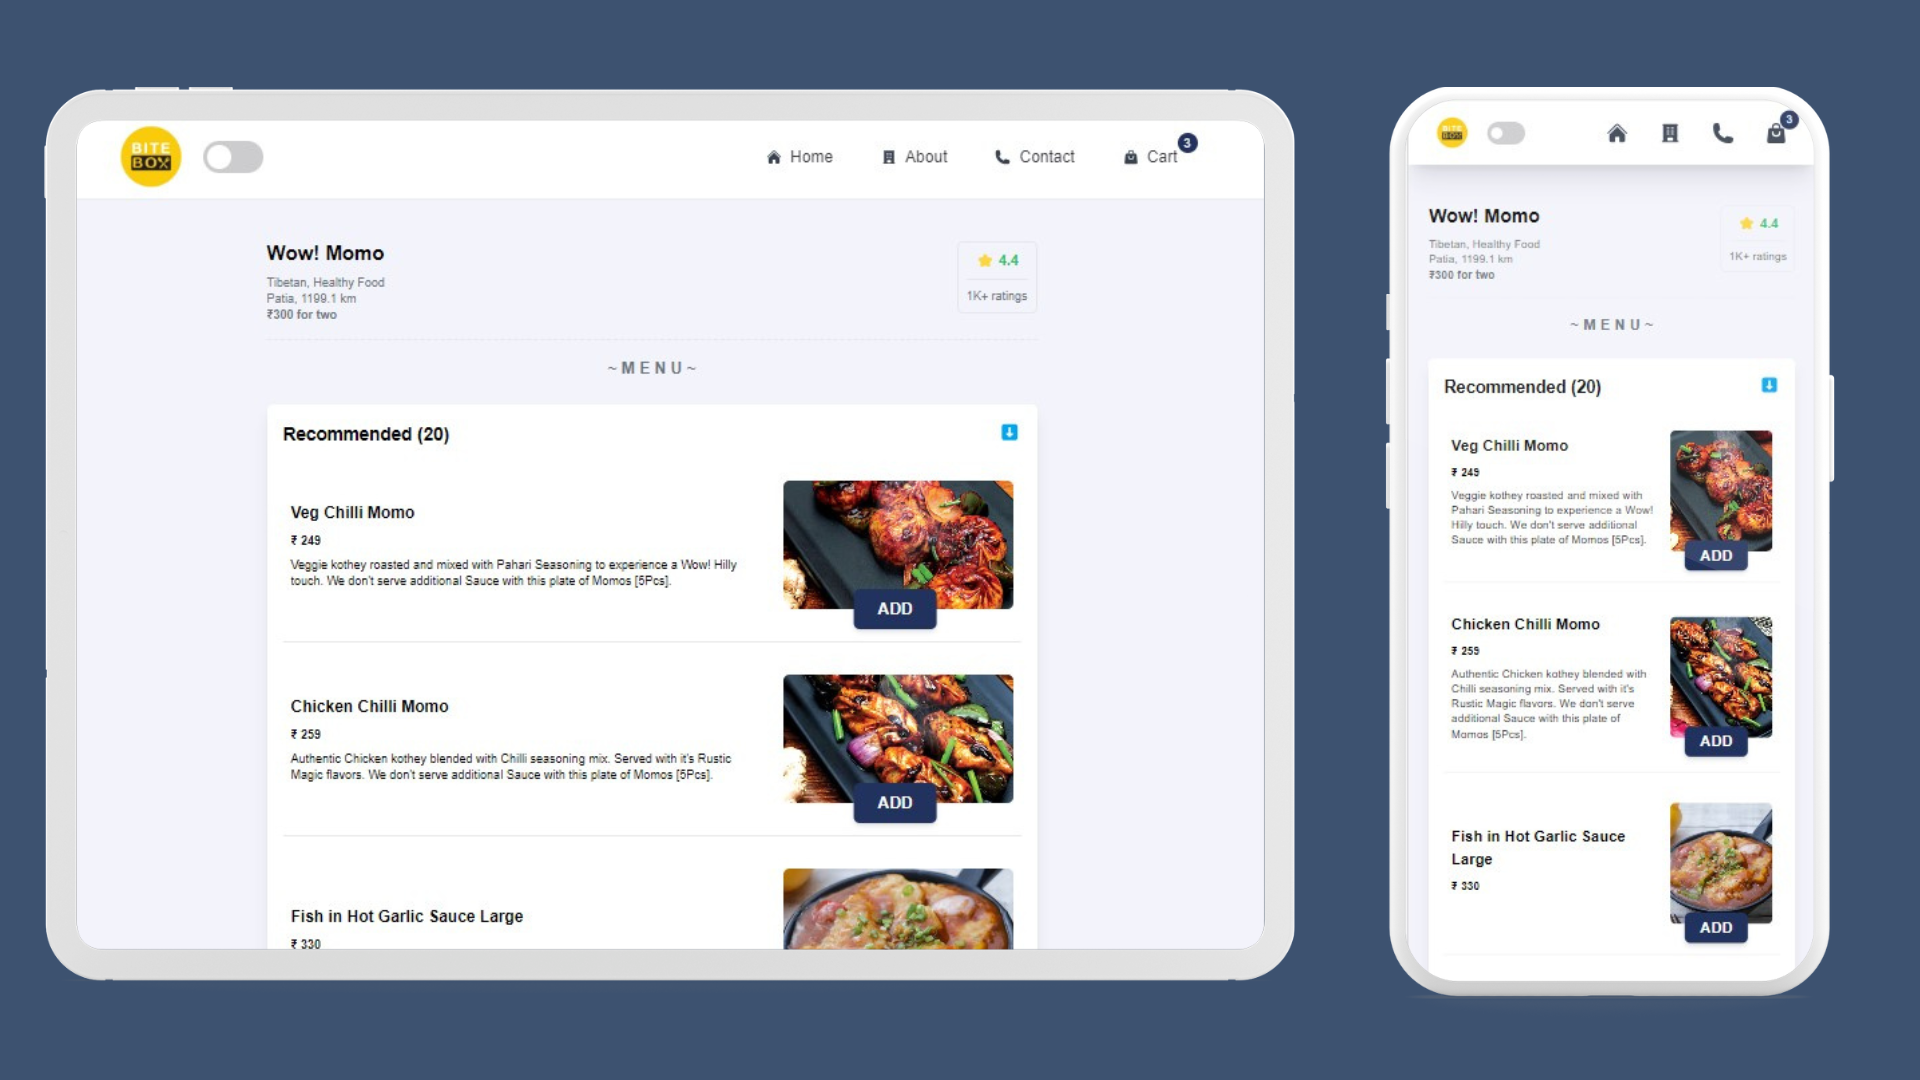 BITE
BOX
Home
About
Contact
Cart
3
Wow! Momo
Tibetan, Healthy Food
Patia, 1199.1 km
₹300 for two
4.4
1K+ ratings
~MENU~
Recommended (20)
Veg Chilli Momo
₹ 249
Veggie kothey roasted and mixed with Pahari Seasoning to experience a Wow! Hilly
touch. We don't serve additional Sauce with this plate of Momos [5Pcs].
ADD
Chicken Chilli Momo
₹ 259
Authentic Chicken kothey blended with Chilli seasoning mix. Served with it's Rustic
Magic flavors. We don't serve additional Sauce with this plate of Momos [5Pcs].
ADD
Fish in Hot Garlic Sauce Large
₹ 330
BITE
BOX
3
Wow! Momo
Tibetan, Healthy Food
Patia, 1199.1 km
₹300 for two
4.4
1K+ ratings
~MENU~
Recommended (20)
Veg Chilli Momo
₹ 249
Veggie kothey roasted and mixed with
Pahari Seasoning to experience a Wow!
Hilly touch. We don't serve additional
Sauce with this plate of Momos [5Pcs].
ADD
Chicken Chilli Momo
₹ 259
Authentic Chicken kothey blended with
Chilli seasoning mix. Served with it's
Rustic Magic flavors. We don't serve
additional Sauce with this plate of
Momos [5Pcs].
ADD
Fish in Hot Garlic Sauce
Large
₹ 330
ADD